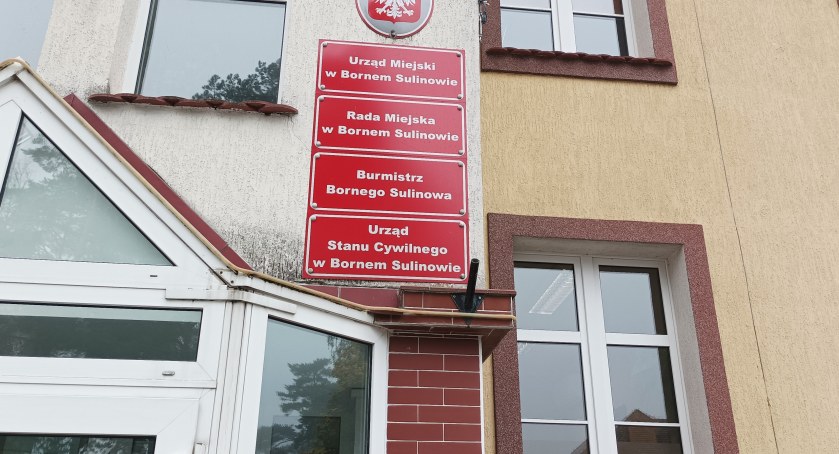 Urząd Miejski
w Bornem Sulinowie
Rada Miejska
w Bornem Sulinowie
Burmistrz
Bornego Sulinowa
Urząd
Stanu Cywilnego
w Bornem Sulinowie